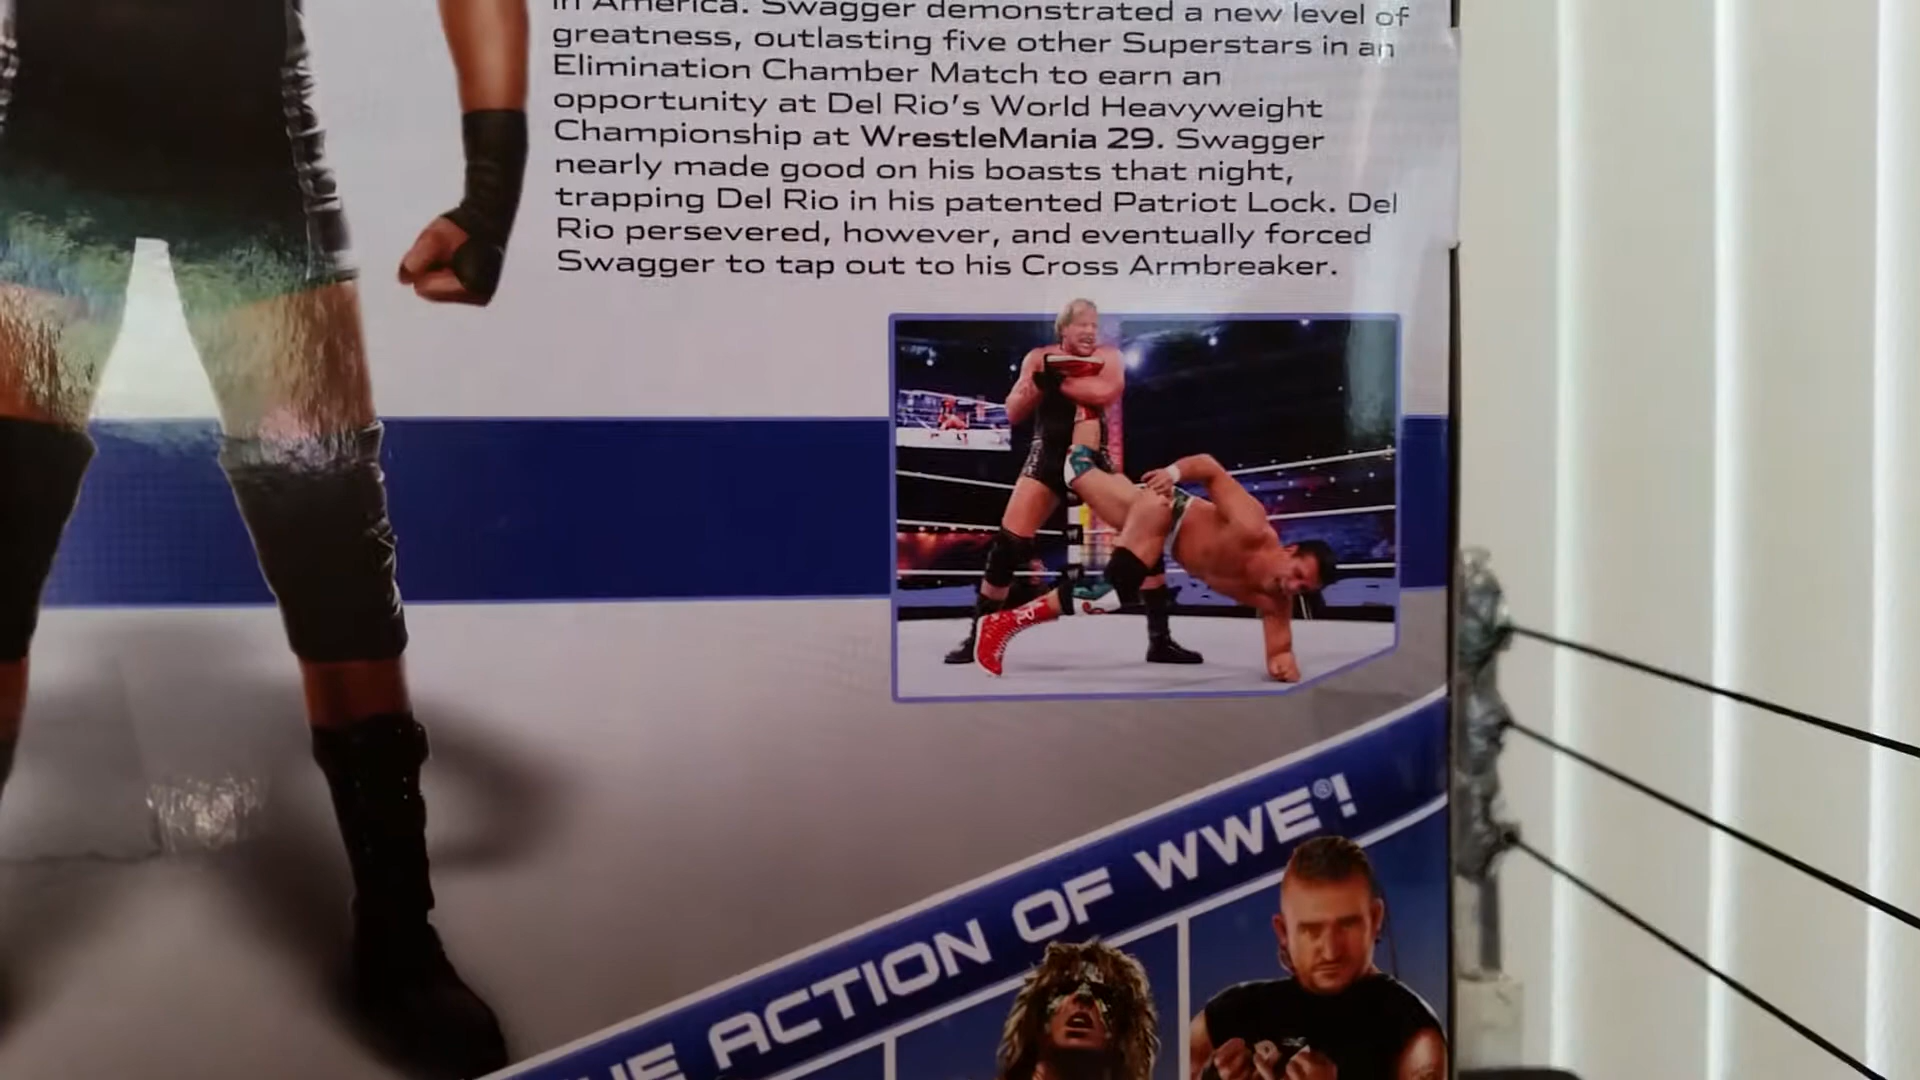 in America. Swagger demonstrated a new level of
greatness, outlasting five other Superstars in an
Elimination Chamber Match to earn an
opportunity at Del Rio's World Heavyweight
Championship at WrestleMania 29. Swagger
nearly made good on his boasts that night,
trapping Del Rio in his patented Patriot Lock. Del
Rio persevered, however, and eventually forced
Swagger to tap out to his Cross Armbreaker.
ACTION OF WWE®!